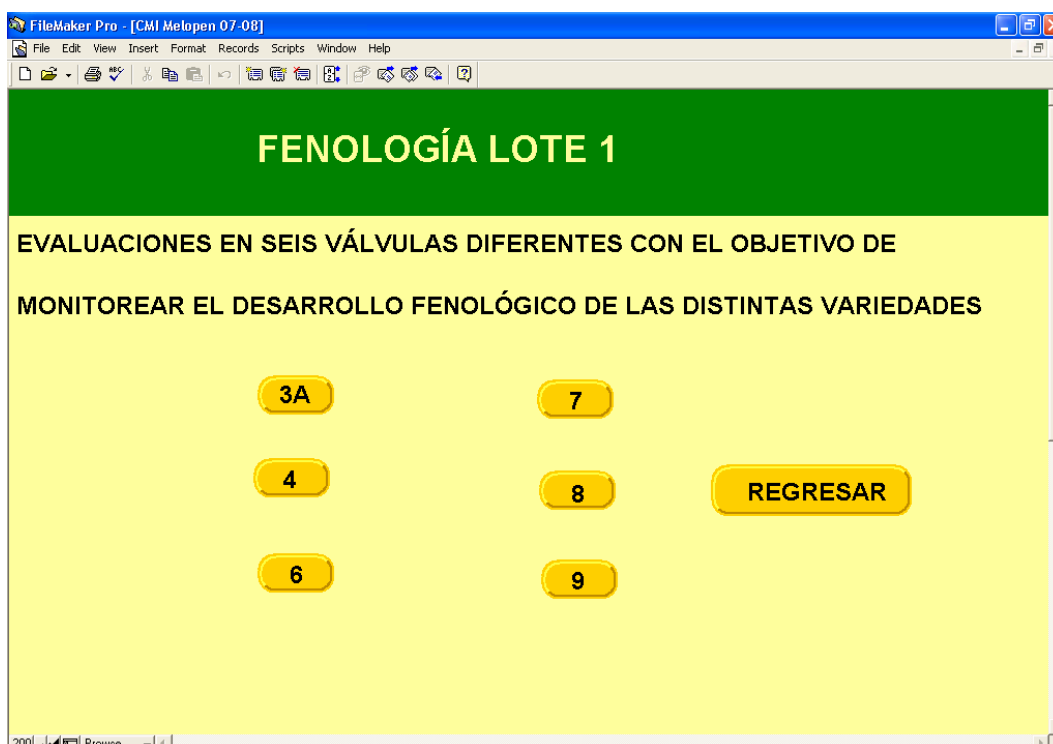 FileMaker Pro - [CMI Melopen 07-08]
File Edit View Insert Format Records Scripts Window Help
FENOLOGÍA LOTE 1
EVALUACIONES EN SEIS VÁLVULAS DIFERENTES CON EL OBJETIVO DE
MONITOREAR EL DESARROLLO FENOLÓGICO DE LAS DISTINTAS VARIEDADES
3A 7
4 8 REGRESAR
6 9
200 Browse